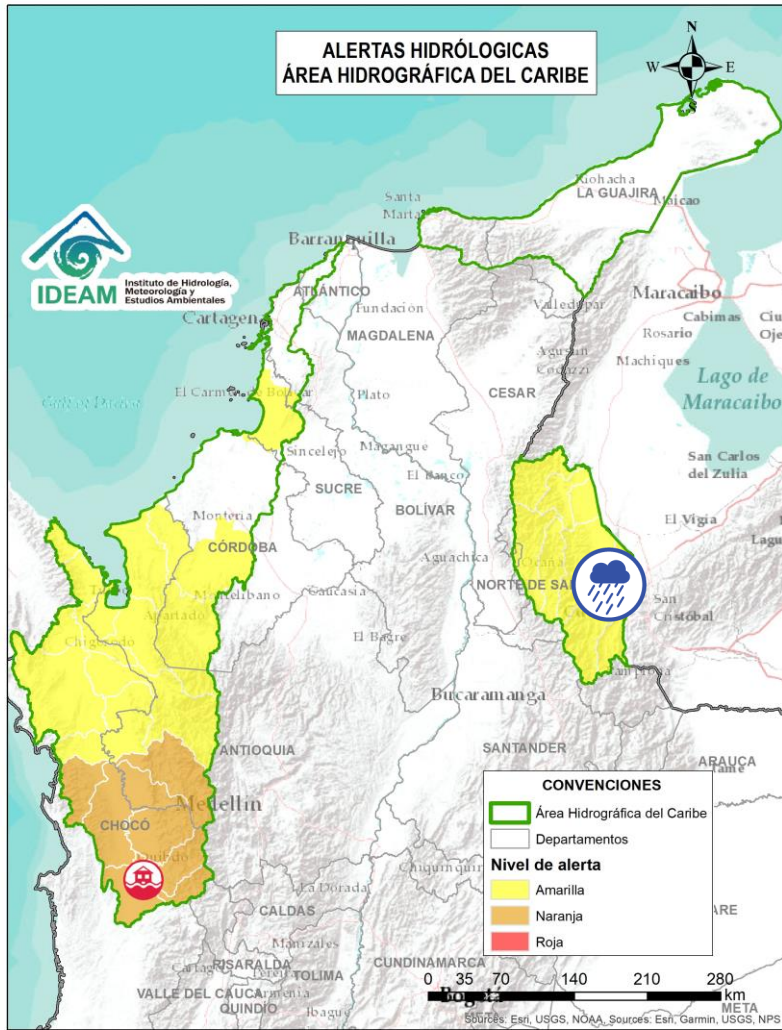 ALERTAS HIDRÓLOGICAS
ÁREA HIDROGRÁFICA DEL CARIBE
N
W E
S
Riohacha
LA GUAJIRA
Maicao
Santa
Marta
Barranquilla
IDEAM
Instituto de Hidrología,
Meteorología y
Estudios Ambientales
ATLÁNTICO
Cartagena
Fundación
MAGDALENA
Valledupar
Maracaibo
Cabimas
Rosario
Agustín
Codazzi
Machiques
CESAR
Lago de
Maracaibo
El Carmen de Bolívar
Plato
Sincelejo
Magangue
El Banco
SUCRE
BOLÍVAR
San Carlos
del Zulia
El Vigía
Montería
CÓRDOBA
Aguachica
Ocaña
NORTE DE
San
Cristóbal
Montelibano
Caucasia
Apartado
El Bagre
Chigorodó
Bucaramanga
ANTIOQUIA
SANTANDER
ARAUCA
Medellín
CHOCÓ
Quibdó
CONVENCIONES
Área Hidrográfica del Caribe
Departamentos
Nivel de alerta
Amarilla
Naranja
Roja
La Dorada
CALDAS
Manizales
RISARALDA
TOLIMA
CUNDINAMARCA
VALLE DEL CAUCA
Armenia
QUINDÍO
Ibague
Bogotá
META
0 35 70 140 210 280
km
Sources: Esri, USGS, NOAA, Sources: Esri, Garmin, USGS, NPS